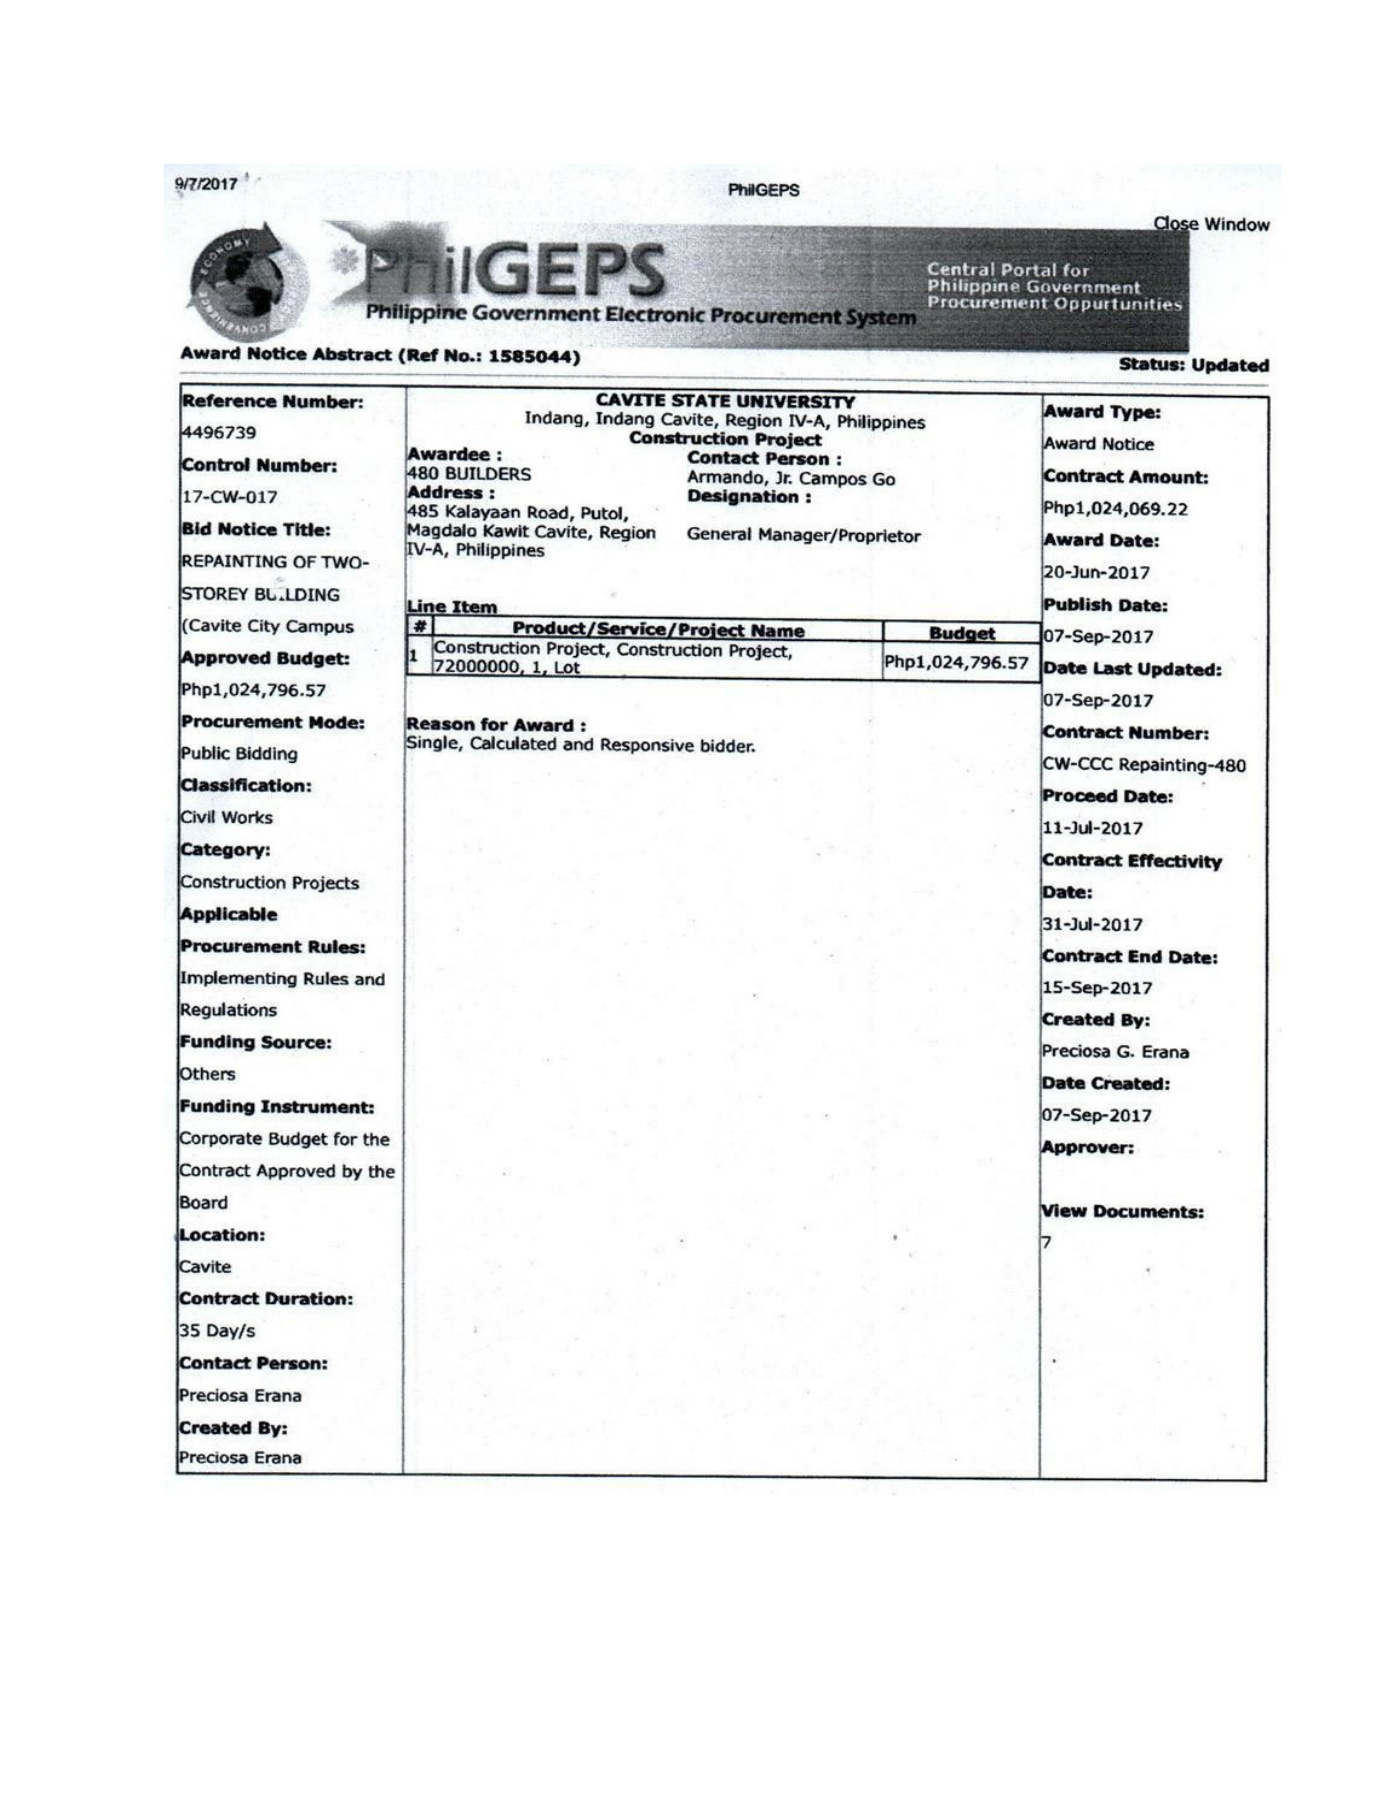 9/7/2017
PhilGEPS
Close Window
ECONOMY
CONVENIENCE
PhilGEPS
Philippine Government Electronic Procurement System
Central Portal for
Philippine Government
Procurement Oppurtunities
Award Notice Abstract (Ref No.: 1585044)
Status: Updated
Reference Number:
4496739
Control Number:
17-CW-017
Bid Notice Title:
REPAINTING OF TWO-
STOREY BUILDING
(Cavite City Campus
Approved Budget:
Php1,024,796.57
Procurement Mode:
Public Bidding
Classification:
Civil Works
Category:
Construction Projects
Applicable
Procurement Rules:
Implementing Rules and
Regulations
Funding Source:
Others
Funding Instrument:
Corporate Budget for the
Contract Approved by the
Board
Location:
Cavite
Contract Duration:
35 Day/s
Contact Person:
Preciosa Erana
Created By:
Preciosa Erana
CAVITE STATE UNIVERSITY
Indang, Indang Cavite, Region IV-A, Philippines
Construction Project
Awardee :
480 BUILDERS
Address :
485 Kalayaan Road, Putol,
Magdalo Kawit Cavite, Region
IV-A, Philippines
Contact Person :
Armando, Jr. Campos Go
Designation :
General Manager/Proprietor
Line Item
# Product/Service/Project Name Budget
1 Construction Project, Construction Project,
72000000, 1, Lot Php1,024,796.57
Reason for Award :
Single, Calculated and Responsive bidder.
Award Type:
Award Notice
Contract Amount:
Php1,024,069.22
Award Date:
20-Jun-2017
Publish Date:
07-Sep-2017
Date Last Updated:
07-Sep-2017
Contract Number:
CW-CCC Repainting-480
Proceed Date:
11-Jul-2017
Contract Effectivity
Date:
31-Jul-2017
Contract End Date:
15-Sep-2017
Created By:
Preciosa G. Erana
Date Created:
07-Sep-2017
Approver:
View Documents:
7